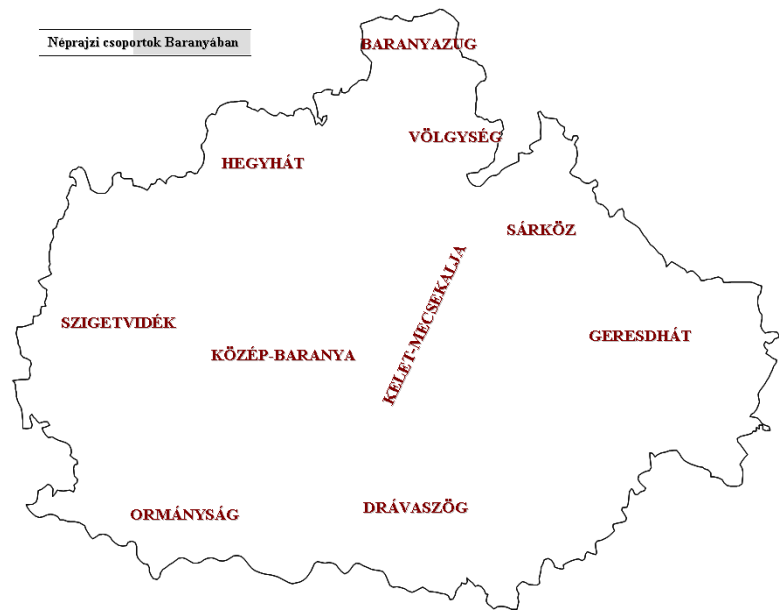 Néprajzi csoportok Baranyában
BARANYAZUG
VÖLGYSÉG
HEGYHÁT
SÁRKÖZ
KELET-MECSEKALJA
SZIGETVIDÉK
GERESDHÁT
KÖZÉP-BARANYA
DRÁVASZÖG
ORMÁNYSÁG